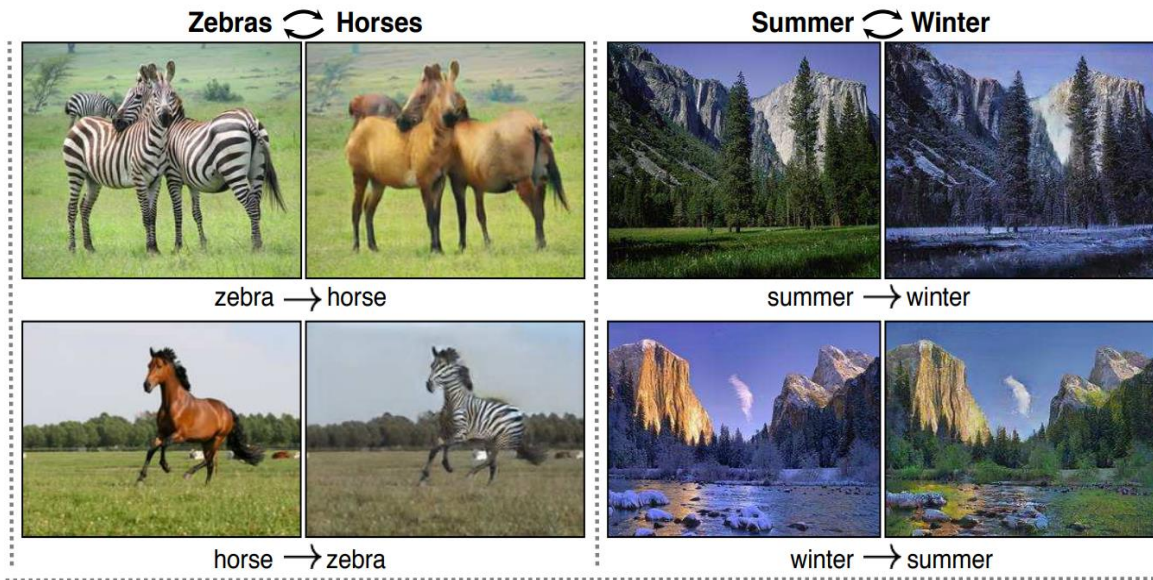 Zebras ⇄ Horses
zebra → horse
horse → zebra
Summer ⇄ Winter
summer → winter
winter → summer